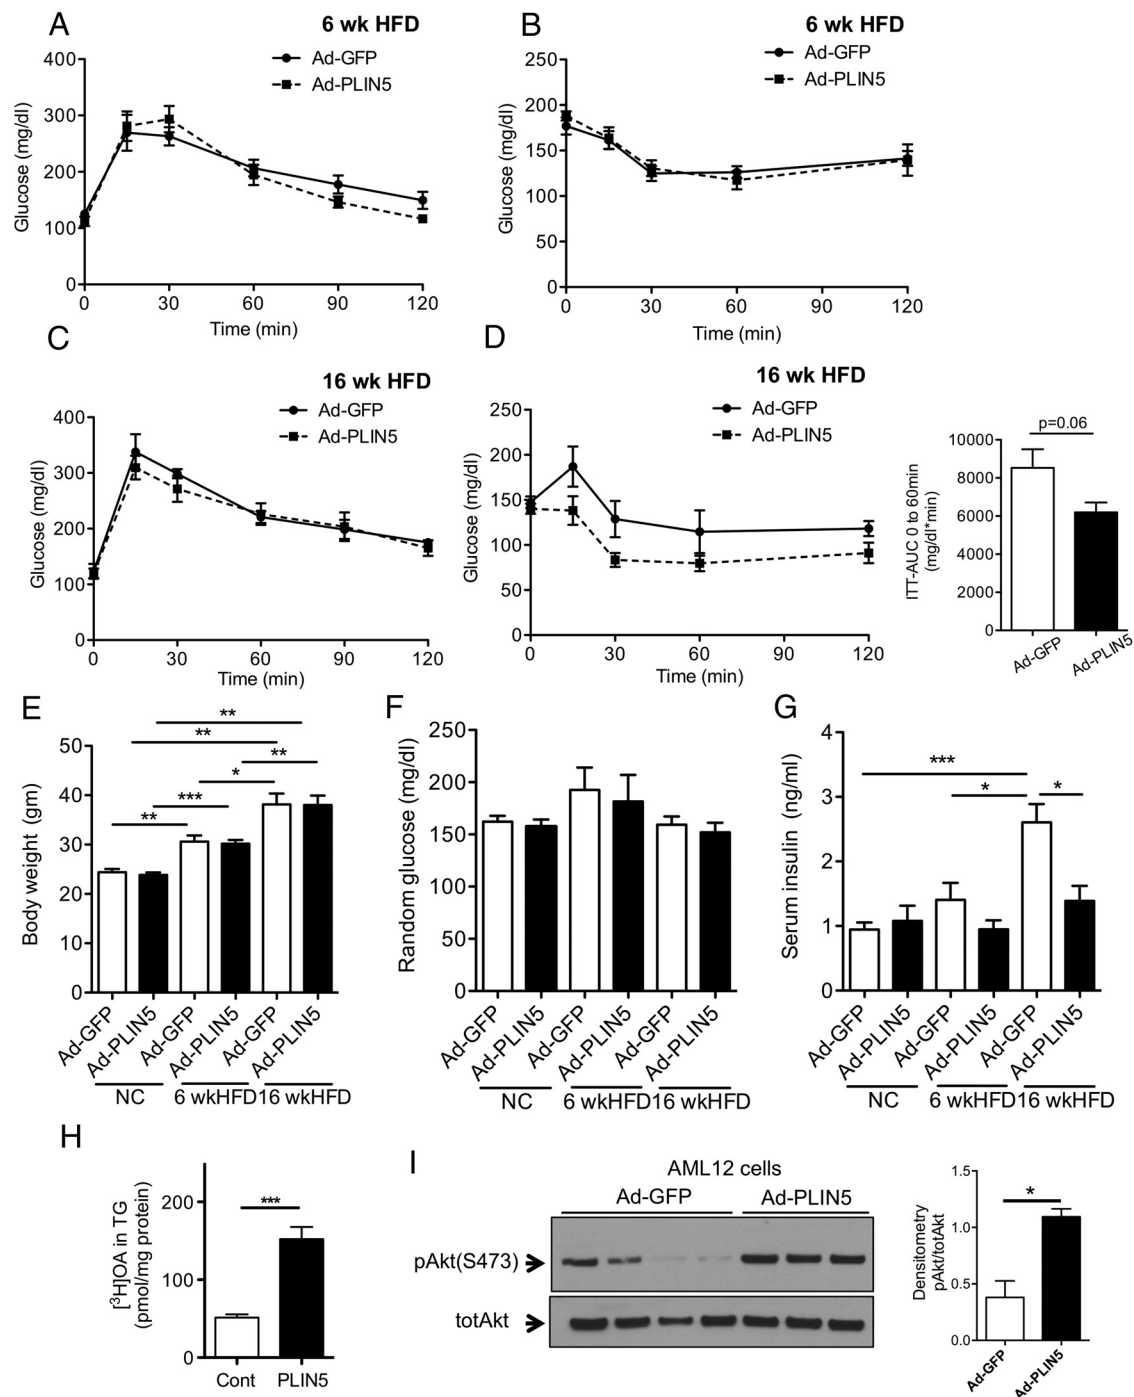 A
6 wk HFD
Ad-GFP
Ad-PLIN5
Glucose (mg/dl)
400
300
200
100
0
0 30 60 90 120
Time (min)
B
6 wk HFD
Ad-GFP
Ad-PLIN5
Glucose (mg/dl)
250
200
150
100
50
0
0 30 60 90 120
Time (min)
C
16 wk HFD
Ad-GFP
Ad-PLIN5
Glucose (mg/dl)
400
300
200
100
0
0 30 60 90 120
Time (min)
D
16 wk HFD
Ad-GFP
Ad-PLIN5
Glucose (mg/dl)
250
200
150
100
50
0
0 30 60 90 120
Time (min)
p=0.06
ITT-AUC 0 to 60min
(mg/dl*min)
10000
8000
6000
4000
2000
0
Ad-GFP Ad-PLIN5
E
Body weight (gm)
50
40
30
20
10
0
**
**
**
*
***
**
Ad-GFP Ad-PLIN5 Ad-GFP Ad-PLIN5 Ad-GFP Ad-PLIN5
NC 6 wkHFD 16 wkHFD
F
Random glucose (mg/dl)
250
200
150
100
50
0
Ad-GFP Ad-PLIN5 Ad-GFP Ad-PLIN5 Ad-GFP Ad-PLIN5
NC 6 wkHFD 16 wkHFD
G
Serum insulin (ng/ml)
4
3
2
1
0
***
* *
Ad-GFP Ad-PLIN5 Ad-GFP Ad-PLIN5 Ad-GFP Ad-PLIN5
NC 6 wkHFD 16 wkHFD
H
[³H]OA in TG
(pmol/mg protein)
200
100
0
***
Cont PLIN5
I
AML12 cells
Ad-GFP Ad-PLIN5
pAkt(S473)
totAkt
Densitometry
pAkt/totAkt
1.5
1.0
0.5
0.0
*
Ad-GFP Ad-PLIN5